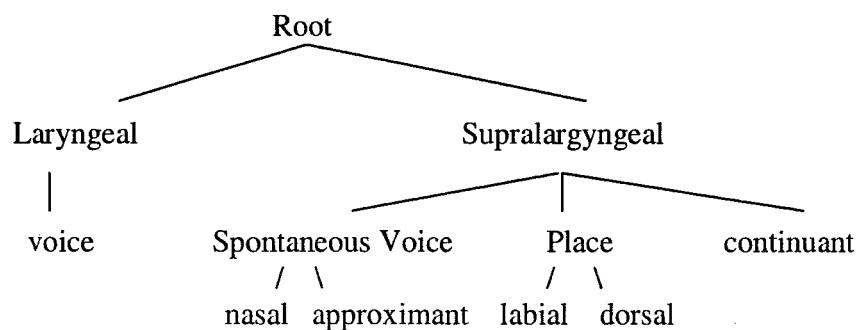 Root
Laryngeal Supralargyngeal
voice Spontaneous Voice Place continuant
nasal approximant labial dorsal